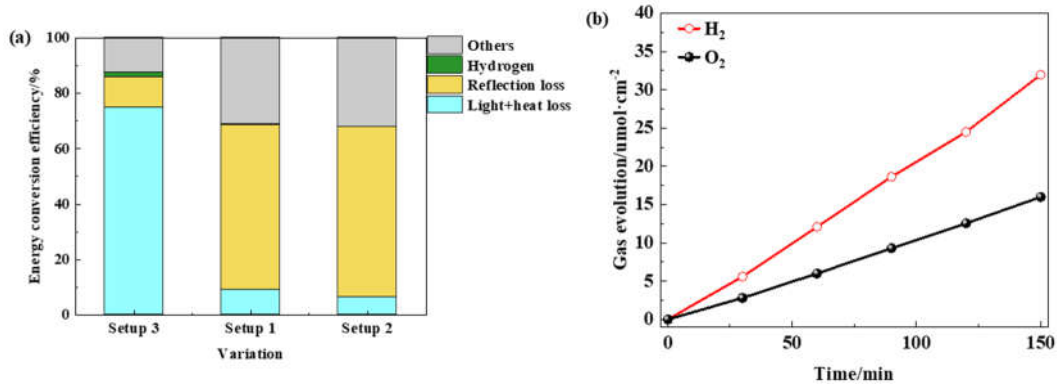 (a)
Energy conversion efficiency/%
100
80
60
40
20
0
Setup 3
Setup 1
Setup 2
Variation
Others
Hydrogen
Reflection loss
Light+heat loss
(b)
Gas evolution/umol·cm-2
40
35
30
25
20
15
10
5
0
H2
O2
0
50
100
150
Time/min